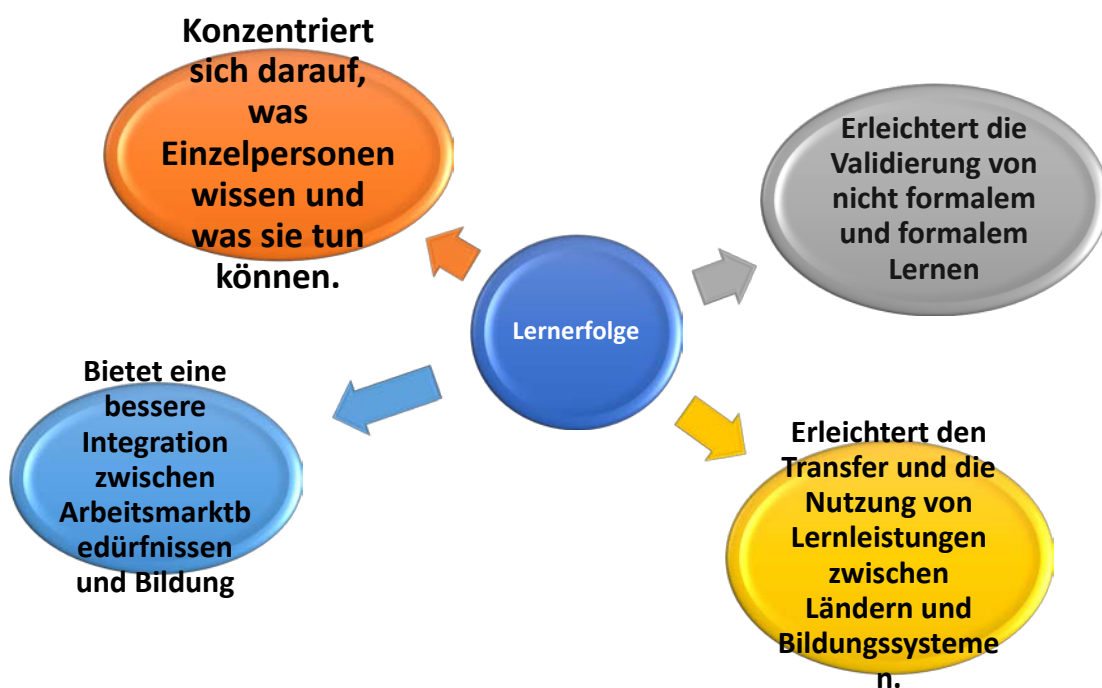 Konzentriert
sich darauf,
was
Einzelpersonen
wissen und
was sie tun
können.
Erleichtert die
Validierung von
nicht formalem
und formalem
Lernen
Lernerfolge
Bietet eine
bessere
Integration
zwischen
Arbeitsmarktb
edürfnissen
und Bildung
Erleichtert den
Transfer und die
Nutzung von
Lernleistungen
zwischen
Ländern und
Bildungssysteme
n.